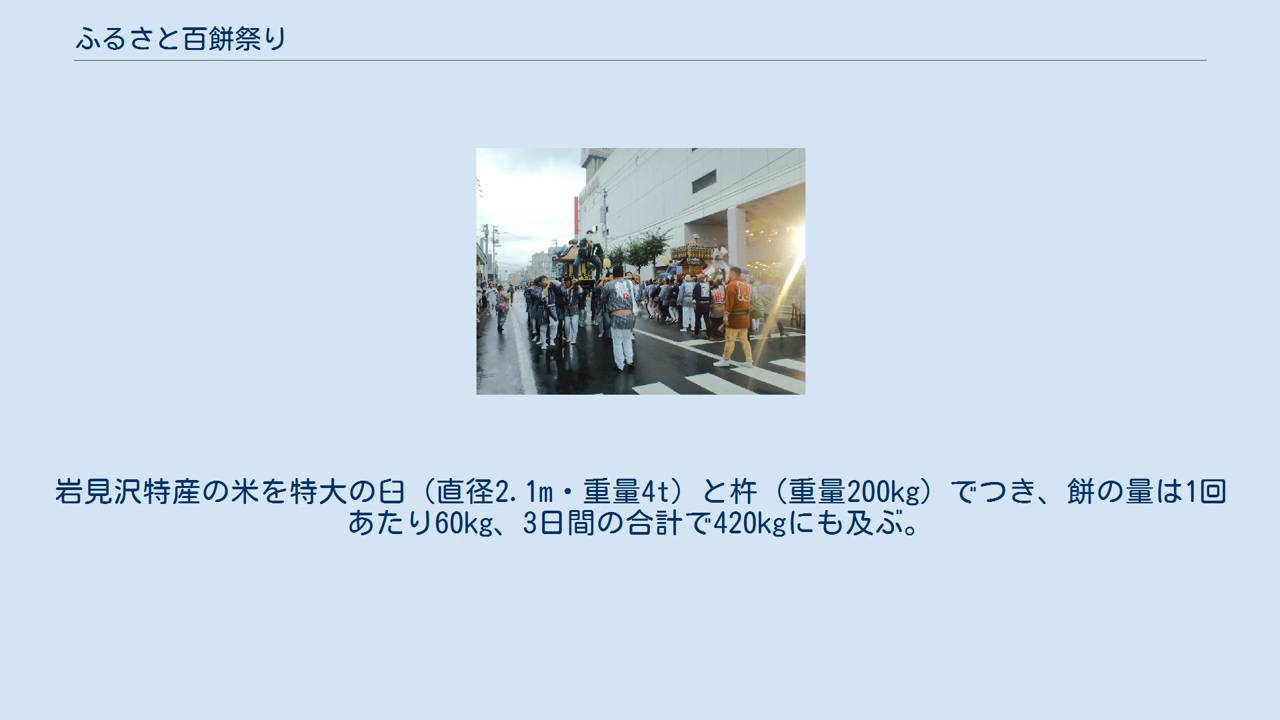 ふるさと百餅祭り
岩見沢特産の米を特大の臼（直径2.1m・重量4t）と杵（重量200kg）でつき、餅の量は1回
あたり60kg、3日間の合計で420kgにも及ぶ。